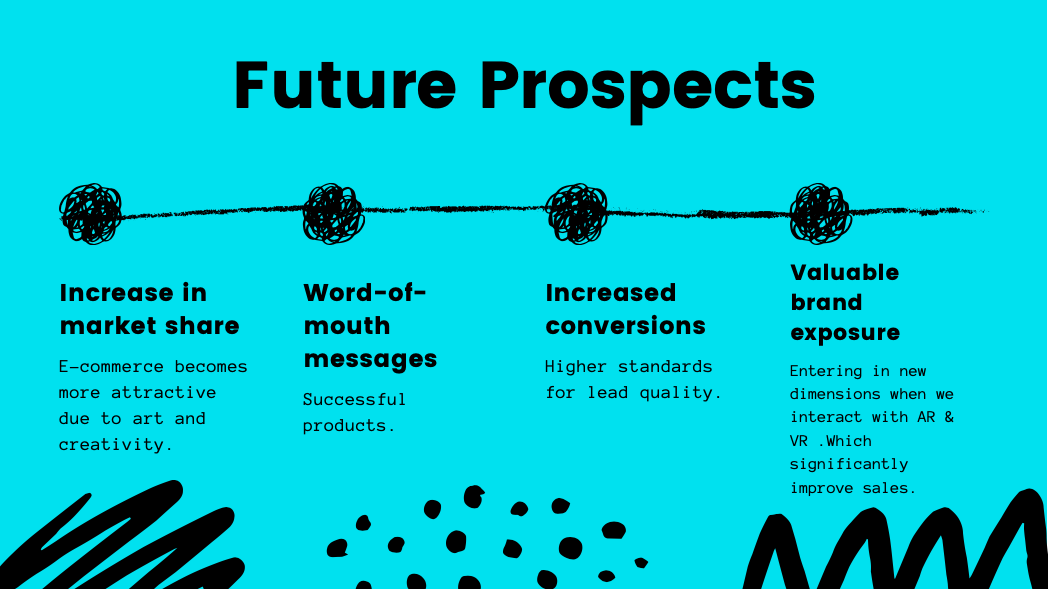 Future Prospects
Increase in
market share
E-commerce becomes
more attractive
due to art and
creativity.
Word-of-
mouth
messages
Successful
products.
Increased
conversions
Higher standards
for lead quality.
Valuable
brand
exposure
Entering in new
dimensions when we
interact with AR &
VR .Which
significantly
improve sales.